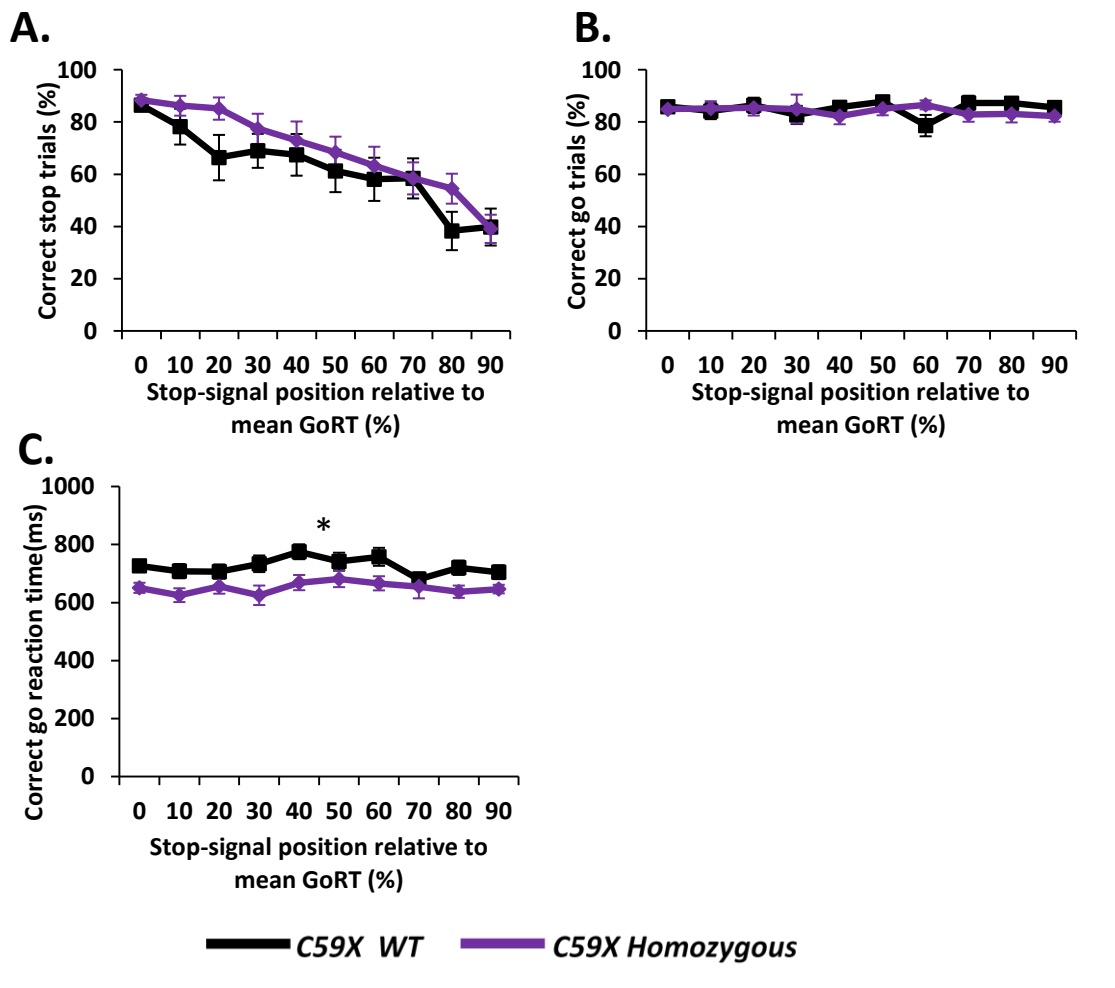 A.
Correct stop trials (%)
100
80
60
40
20
0
0 10 20 30 40 50 60 70 80 90
Stop-signal position relative to
mean GoRT (%)
B.
Correct go trials (%)
100
80
60
40
20
0
0 10 20 30 40 50 60 70 80 90
Stop-signal position relative to
mean GoRT (%)
C.
Correct go reaction time(ms)
1000
800
600
400
200
0
*
0 10 20 30 40 50 60 70 80 90
Stop-signal position relative to
mean GoRT (%)
C59X WT
C59X Homozygous